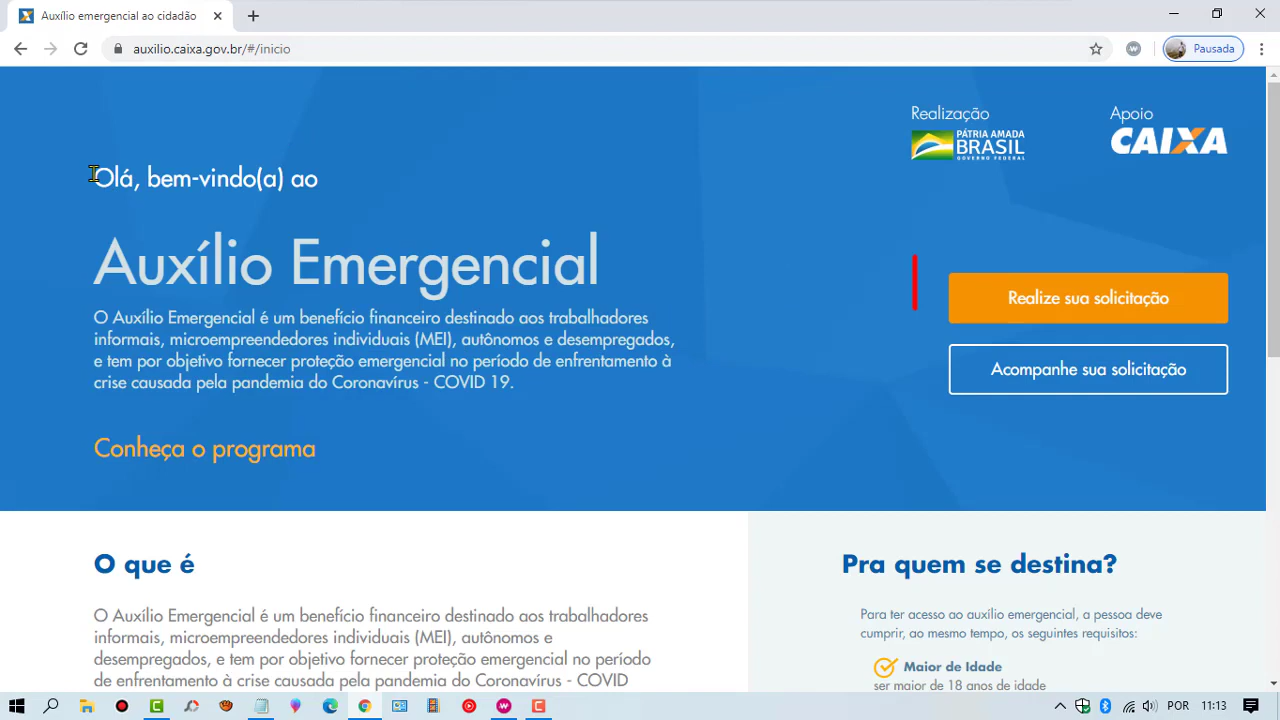 Auxílio emergencial ao cidadão
auxilio.caixa.gov.br/#/inicio
Pausada
Realização
Apoio
PÁTRIA AMADA
BRASIL
GOVERNO FEDERAL
CAIXA
Olá, bem-vindo(a) ao
Auxílio Emergencial
O Auxílio Emergencial é um benefício financeiro destinado aos trabalhadores
informais, microempreendedores individuais (MEI), autônomos e desempregados,
e tem por objetivo fornecer proteção emergencial no período de enfrentamento à
crise causada pela pandemia do Coronavírus - COVID 19.
Conheça o programa
Realize sua solicitação
Acompanhe sua solicitação
O que é
O Auxílio Emergencial é um benefício financeiro destinado aos trabalhadores
informais, microempreendedores individuais (MEI), autônomos e
desempregados, e tem por objetivo fornecer proteção emergencial no período
de enfrentamento à crise causada pela pandemia do Coronavírus - COVID
Pra quem se destina?
Para ter acesso ao auxílio emergencial, a pessoa deve
cumprir, ao mesmo tempo, os seguintes requisitos:
Maior de Idade
ser maior de 18 anos de idade
POR
11:13